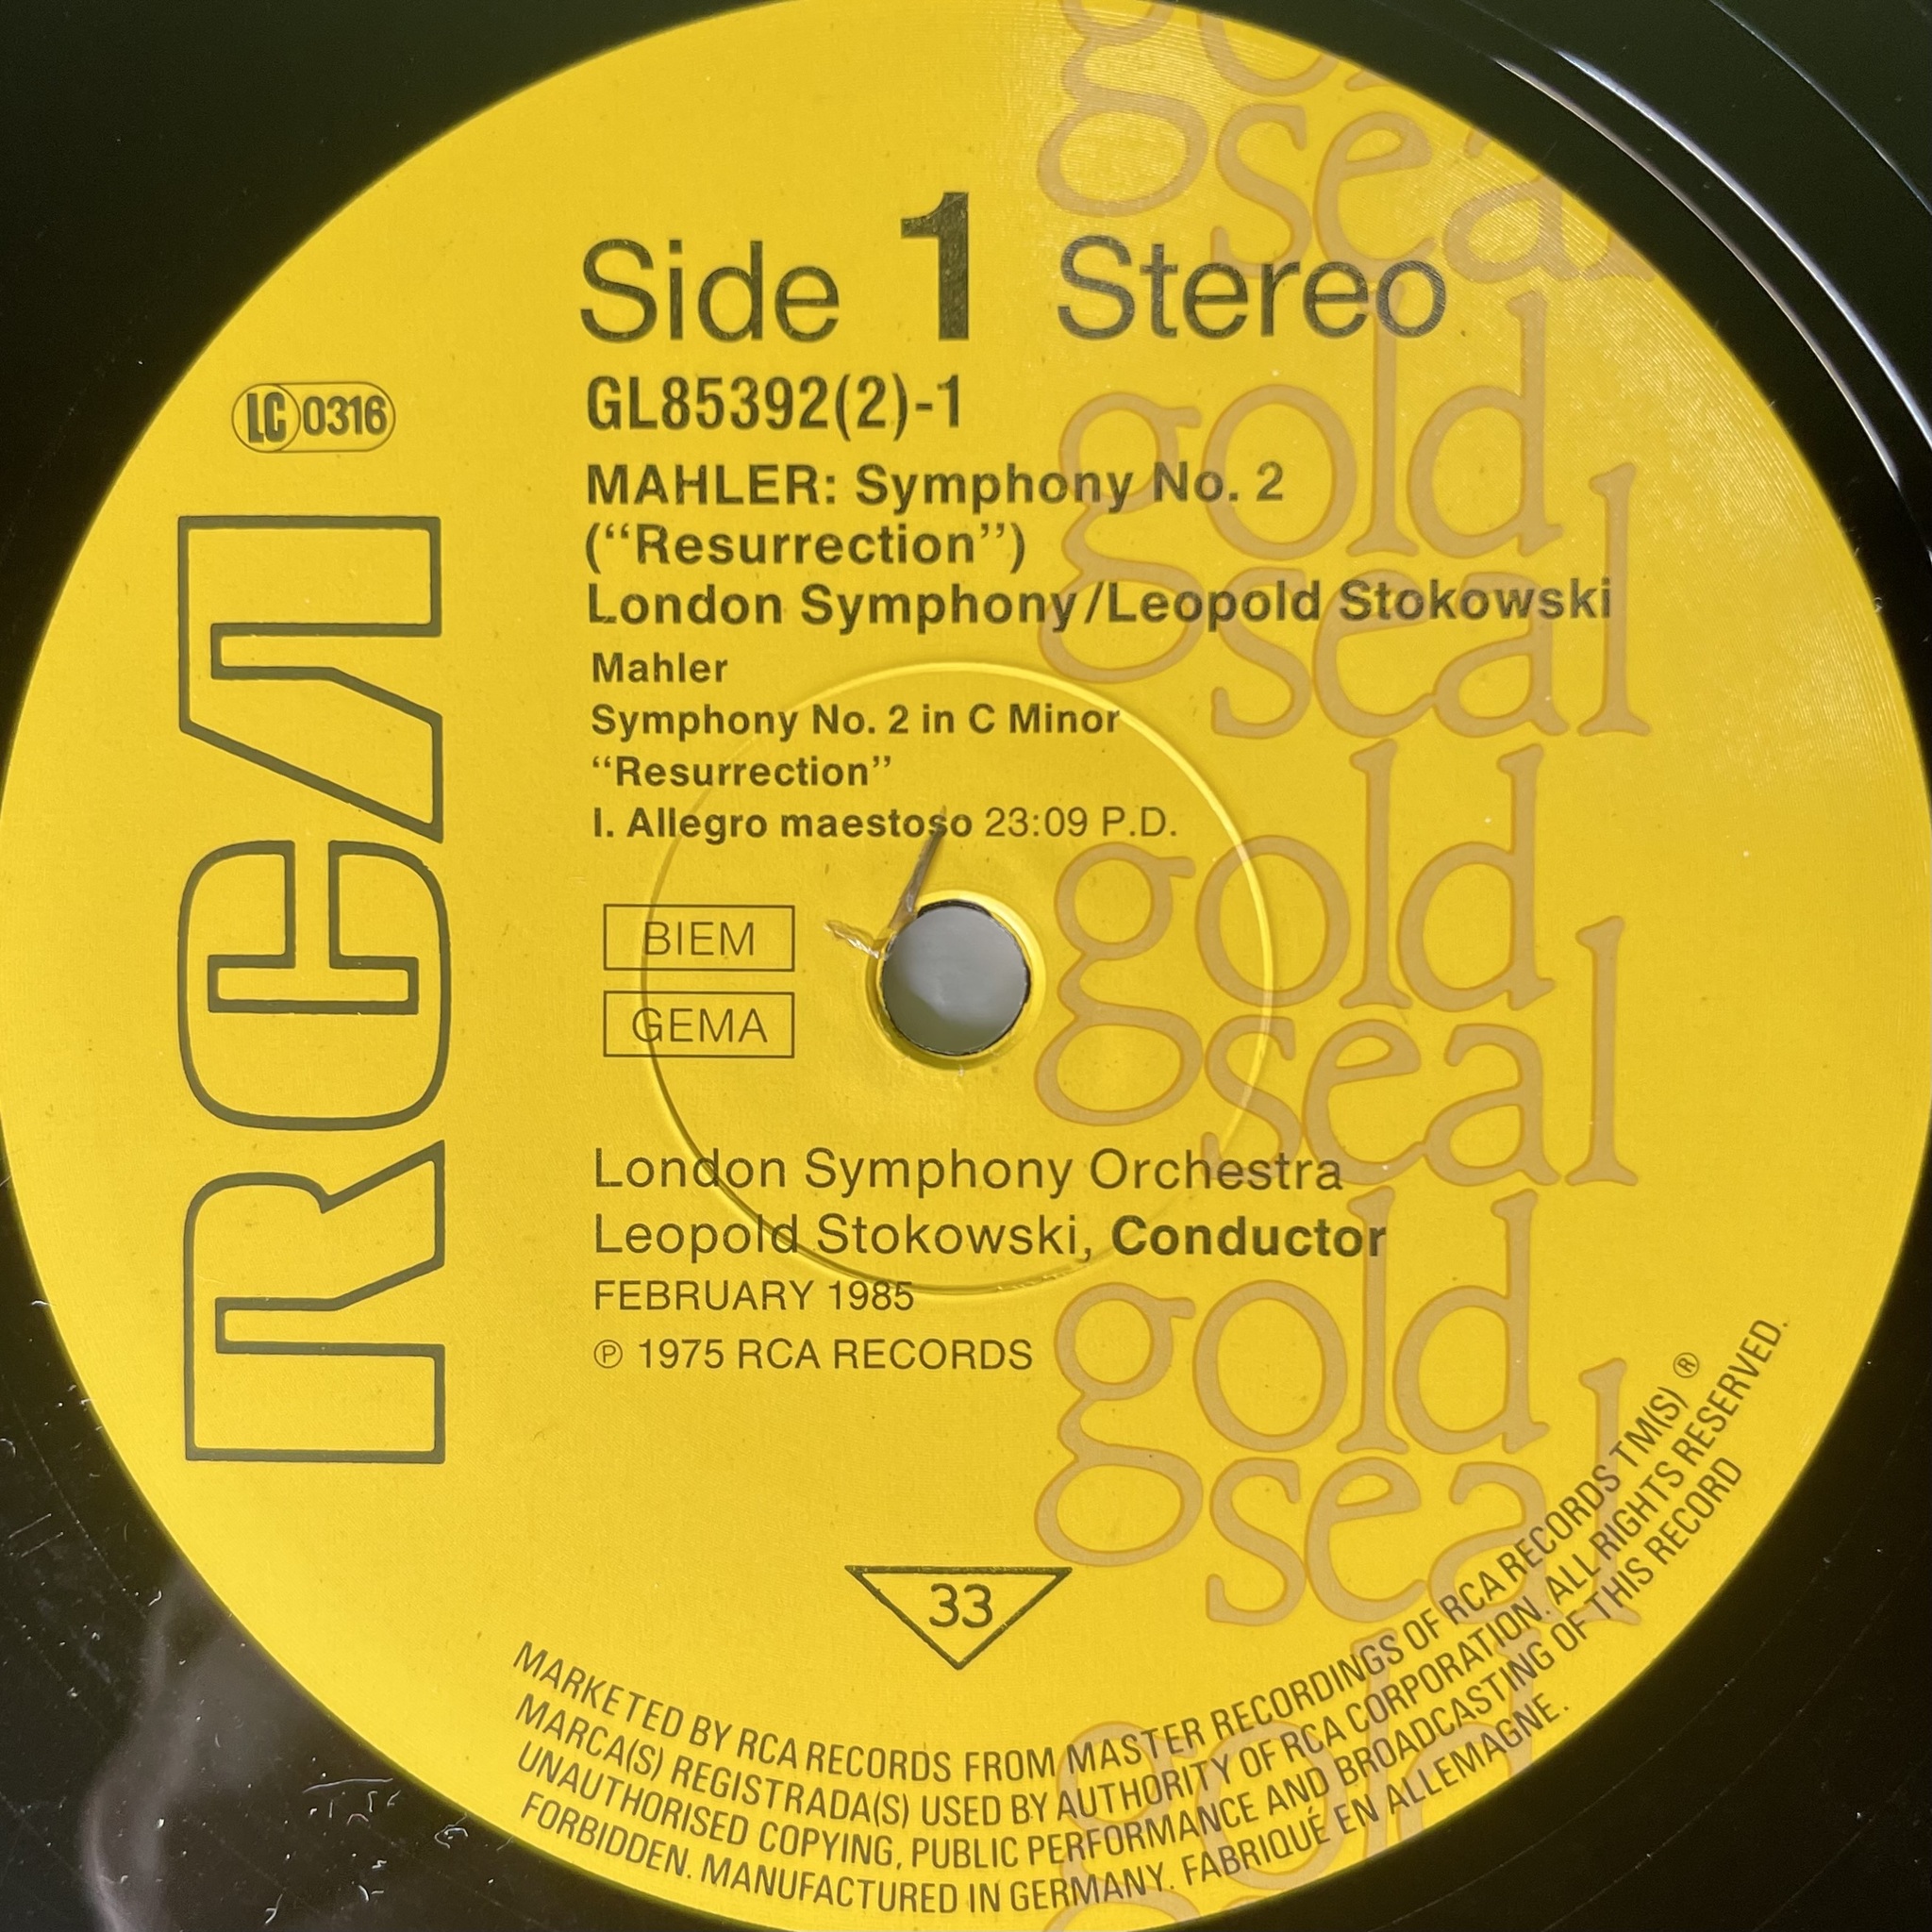 Side 1 Stereo
GL85392(2)-1
LC 0316
MAHLER: Symphony No. 2
(“Resurrection”)
London Symphony/Leopold Stokowski
Mahler
Symphony No. 2 in C Minor
“Resurrection”
I. Allegro maestoso 23:09 P.D.
BIEM
GEMA
London Symphony Orchestra
Leopold Stokowski, Conductor
FEBRUARY 1985
℗ 1975 RCA RECORDS
33
RCA
gold
seal
gold
seal
gold
seal
gold
seal
gold
MARKETED BY RCA RECORDS FROM MASTER RECORDINGS OF RCA RECORDS TM(S) ®
MARCA(S) REGISTRADA(S) USED BY AUTHORITY OF RCA CORPORATION. ALL RIGHTS RESERVED.
UNAUTHORISED COPYING, PUBLIC PERFORMANCE AND BROADCASTING OF THIS RECORD
FORBIDDEN. MANUFACTURED IN GERMANY. FABRIQUÉ EN ALLEMAGNE.